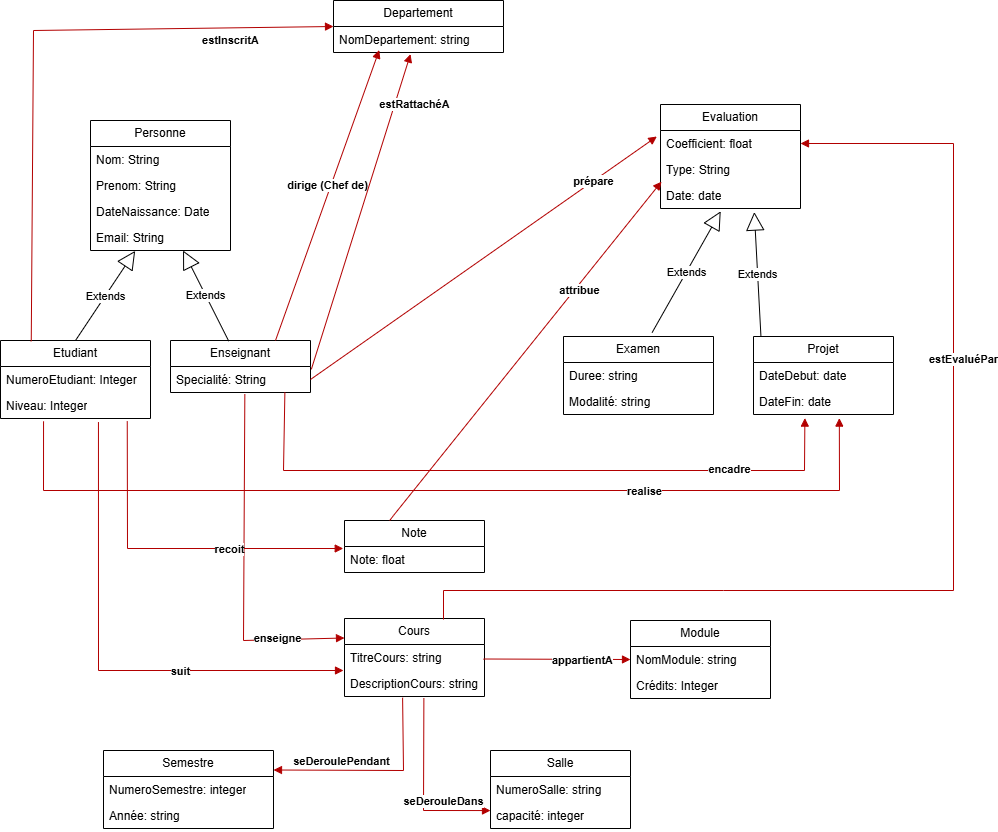 Departement
NomDepartement: string
estInscritA
estRattachéA
Personne
Nom: String
Prenom: String
DateNaissance: Date
Email: String
Evaluation
Coefficient: float
Type: String
Date: date
dirige (Chef de)
prépare
attribue
Extends
Extends
Extends
Extends
Etudiant
NumeroEtudiant: Integer
Niveau: Integer
Enseignant
Specialité: String
Examen
Duree: string
Modalité: string
Projet
DateDebut: date
DateFin: date
estEvaluéPar
encadre
realise
recoit
Note
Note: float
enseigne
suit
Cours
TitreCours: string
DescriptionCours: string
appartientA
Module
NomModule: string
Crédits: Integer
Semestre
NumeroSemestre: integer
Année: string
seDeroulePendant
seDerouleDans
Salle
NumeroSalle: string
capacité: integer